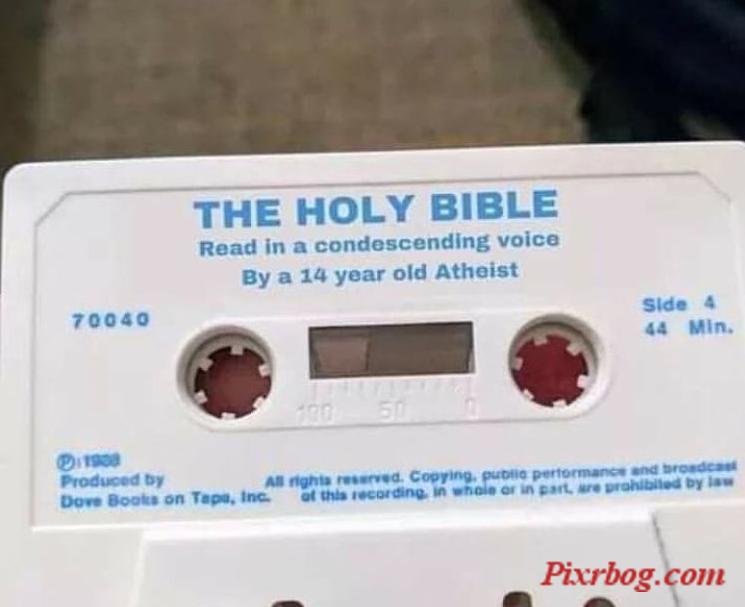 THE HOLY BIBLE
Read in a condescending voice
By a 14 year old Atheist
70040
Side 4
44 Min.
100 50 0
Ⓟ1988
Produced by
Dove Books on Tape, Inc.
All rights reserved. Copying, public performance and broadcast
of this recording, in whole or in part, are prohibited by law
Pixrbog.com